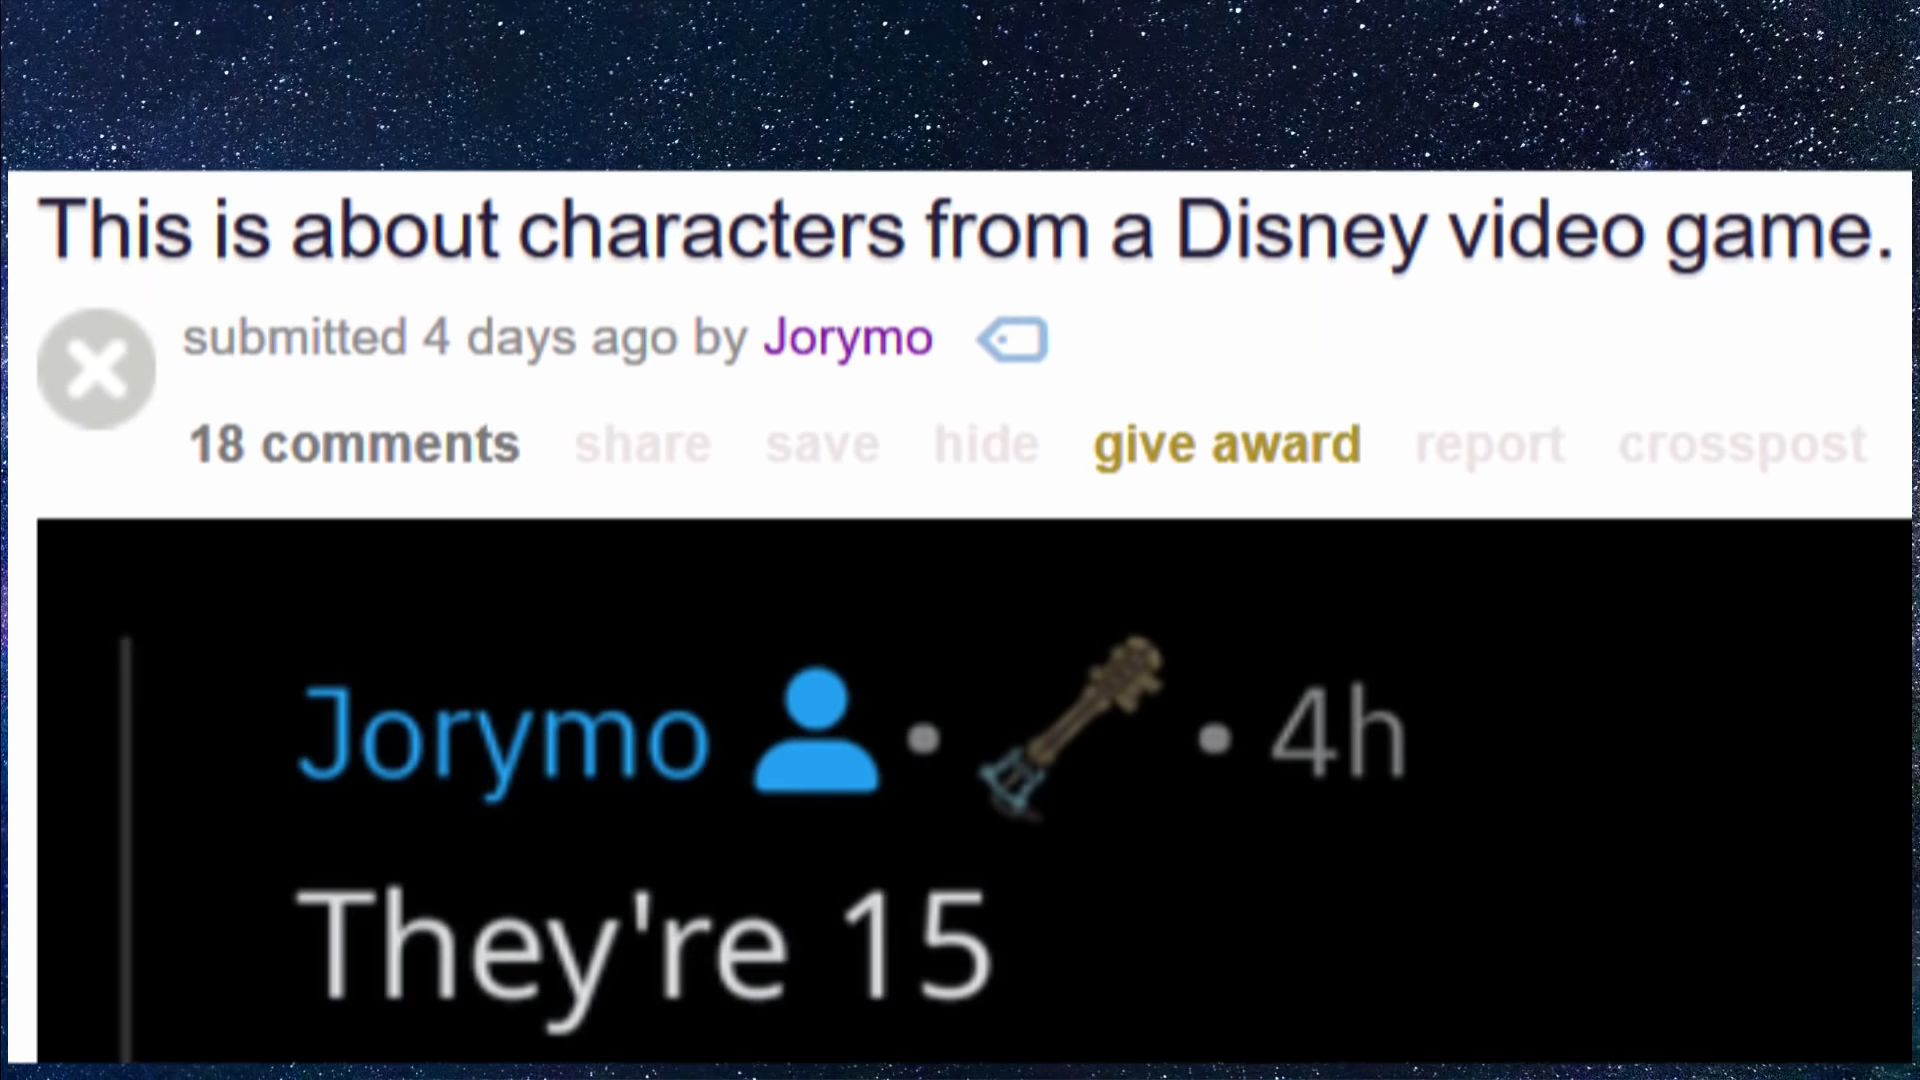 This is about characters from a Disney video game.
submitted 4 days ago by Jorymo
18 comments share save hide give award report crosspost
Jorymo • • 4h
They're 15